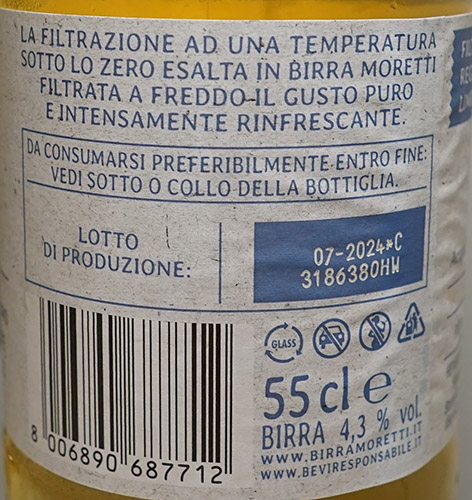 LA FILTRAZIONE AD UNA TEMPERATURA
SOTTO LO ZERO ESALTA IN BIRRA MORETTI
FILTRATA A FREDDO IL GUSTO PURO
E INTENSAMENTE RINFRESCANTE.
DA CONSUMARSI PREFERIBILMENTE ENTRO FINE:
VEDI SOTTO O COLLO DELLA BOTTIGLIA.
LOTTO
DI PRODUZIONE:
07-2024*C
3186380HW
GLASS
55 cl e
BIRRA 4,3 % vol.
WWW.BIRRAMORETTI.IT
WWW.BEVIRESPONSABILE.IT
8 006890 687712